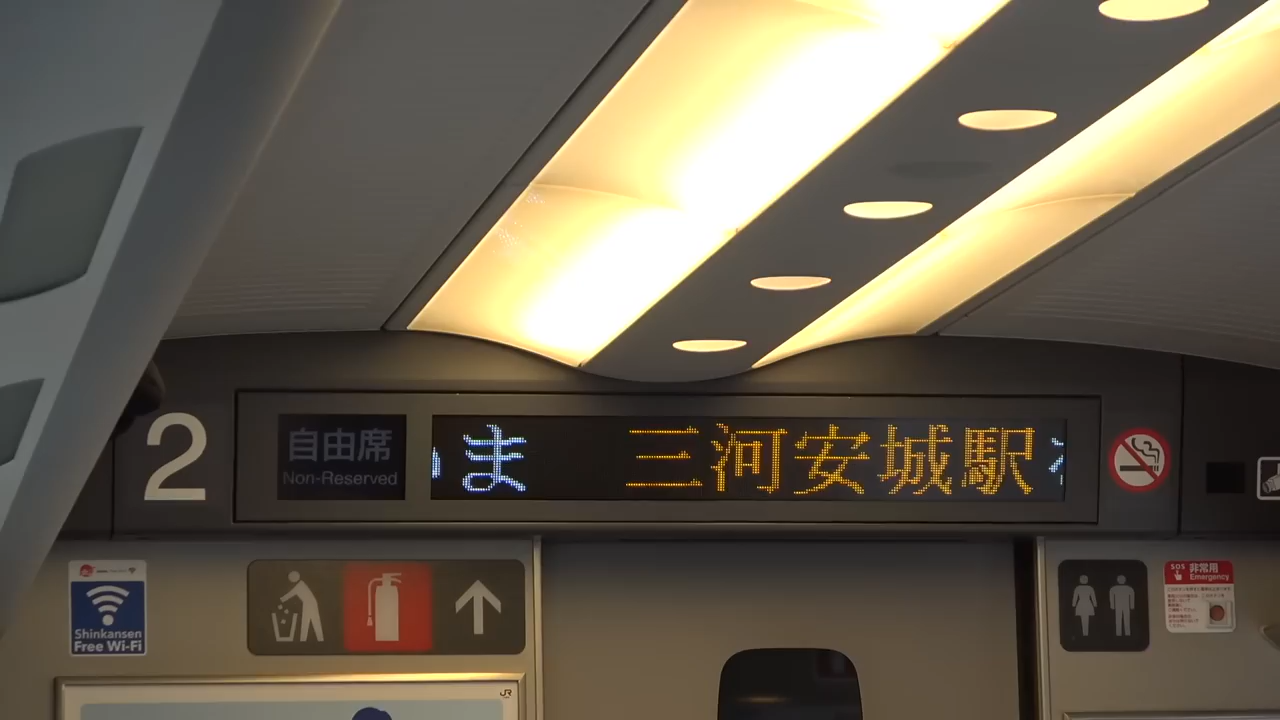 2
自由席
Non-Reserved
ま 三河安城駅
Shinkansen
Free Wi-Fi
SOS 非常用
Emergency
JR